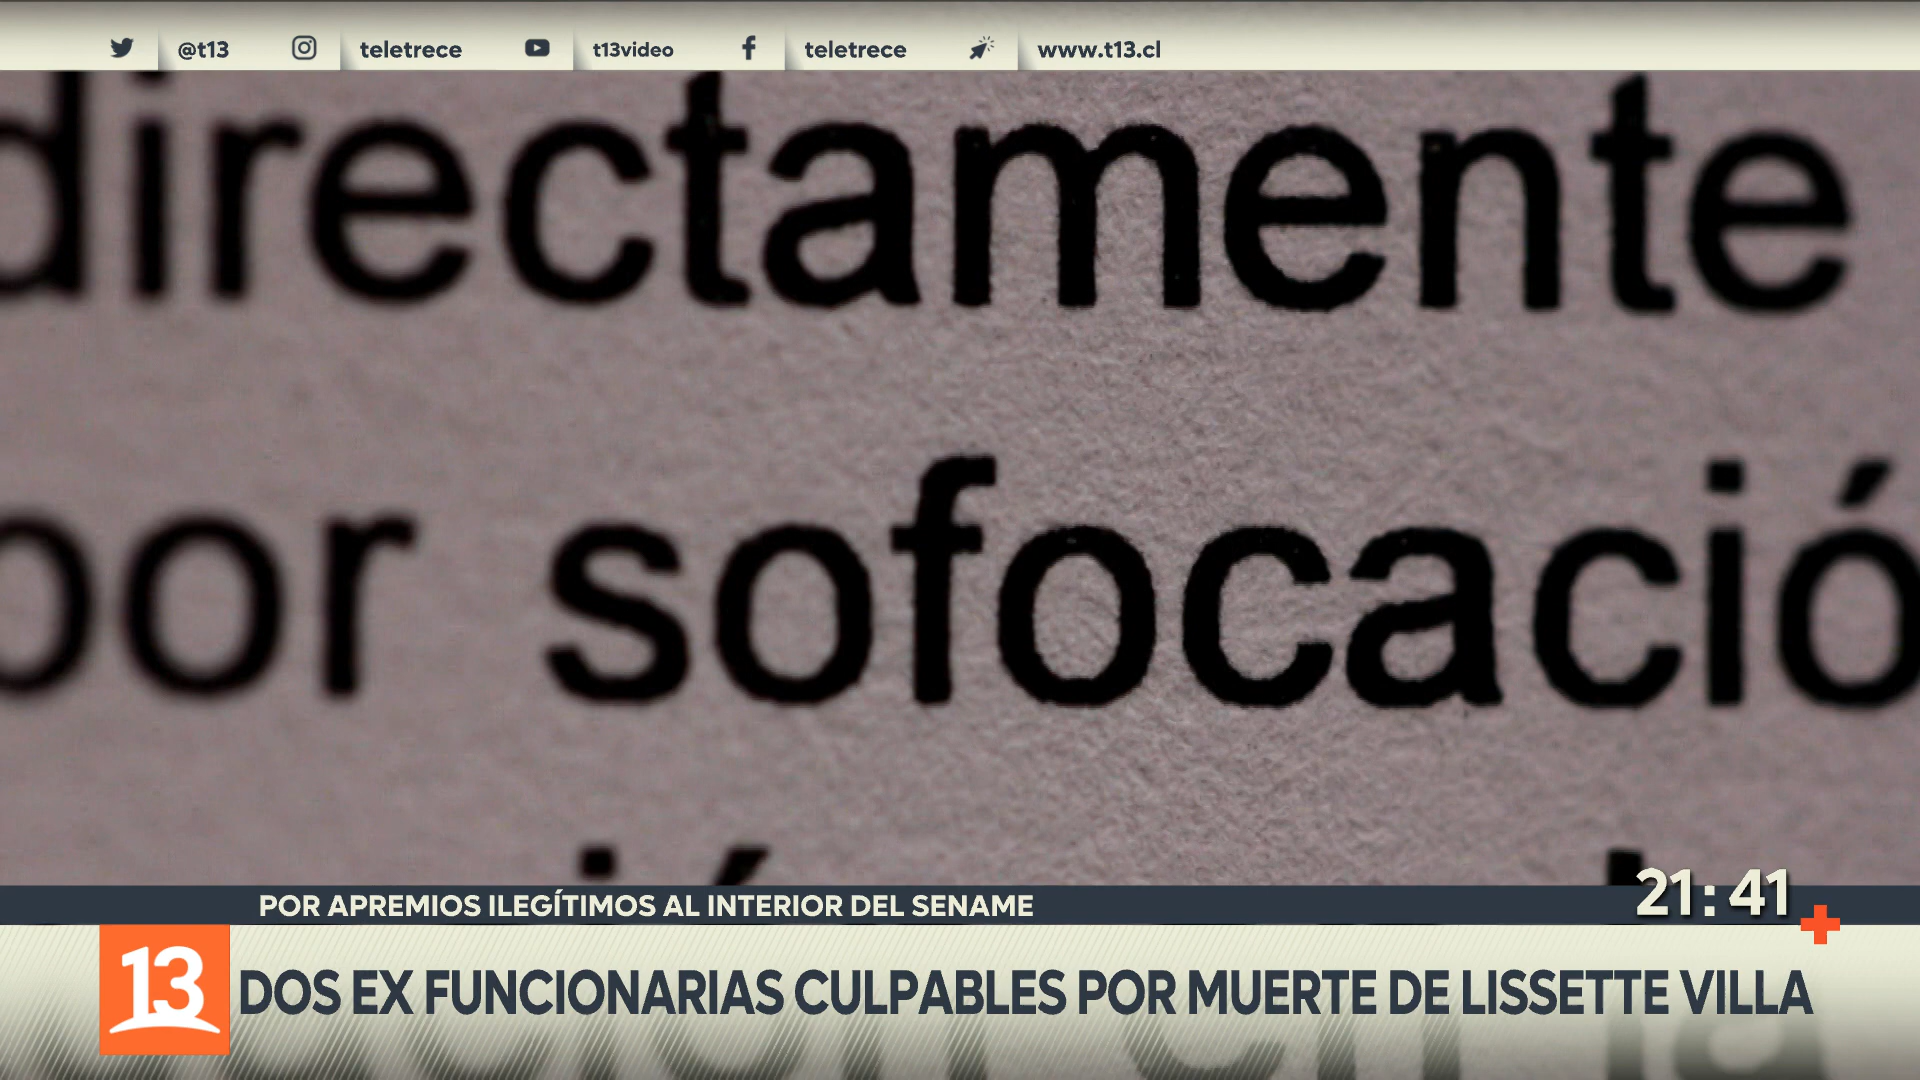 @t13 teletrece t13video teletrece www.t13.cl
directamente
por sofocació
POR APREMIOS ILEGÍTIMOS AL INTERIOR DEL SENAME
21:41
13 DOS EX FUNCIONARIAS CULPABLES POR MUERTE DE LISSETTE VILLA